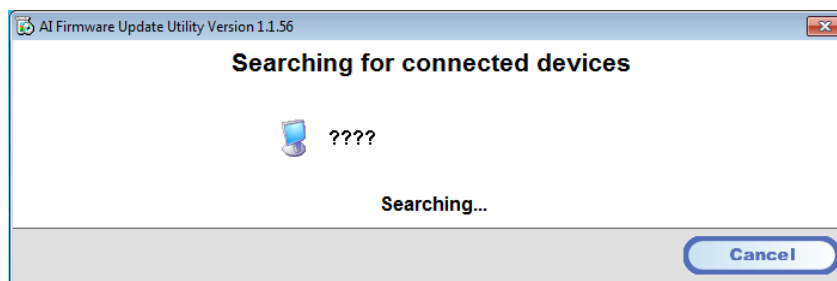 AI Firmware Update Utility Version 1.1.56
Searching for connected devices
????
Searching...
Cancel